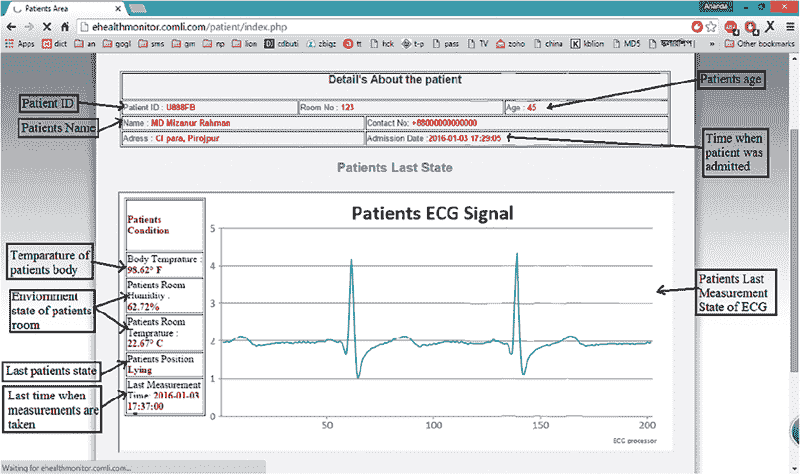 Patients Area
Ananda
ehealthmonitor.comli.com/patient/index.php
Apps dict an gogl sms gm np lion cdibuti zbigz tt hck t-p pass TV zoho china kblion MD5 » Other bookmarks
Detail's About the patient
Patient ID : U888FB Room No : 123 Age : 45
Name : MD Mizanur Rahman Contact No: +88000000000000
Adress : CI para, Pirojpur Admission Date :2016-01-03 17:29:05
Patient ID
Patients Name
Patients age
Time when
patient was
admitted
Patients Last State
Patients
Condition
Body Temprature :
98.62° F
Patients Room
Humidity :
62.72%
Patients Room
Temprature :
22.67° C
Patients Position
Lying
Last Measurement
Time: 2016-01-03
17:37:00
Temparature of
patients body
Enviornment
state of patients
room
Last patients state
Last time when
measurements are
taken
Patients ECG Signal
5
4
3
2
1
0
50
100
150
200
ECG processor
Patients Last
Measurement
State of ECG
Waiting for ehealthmonitor.comli.com...